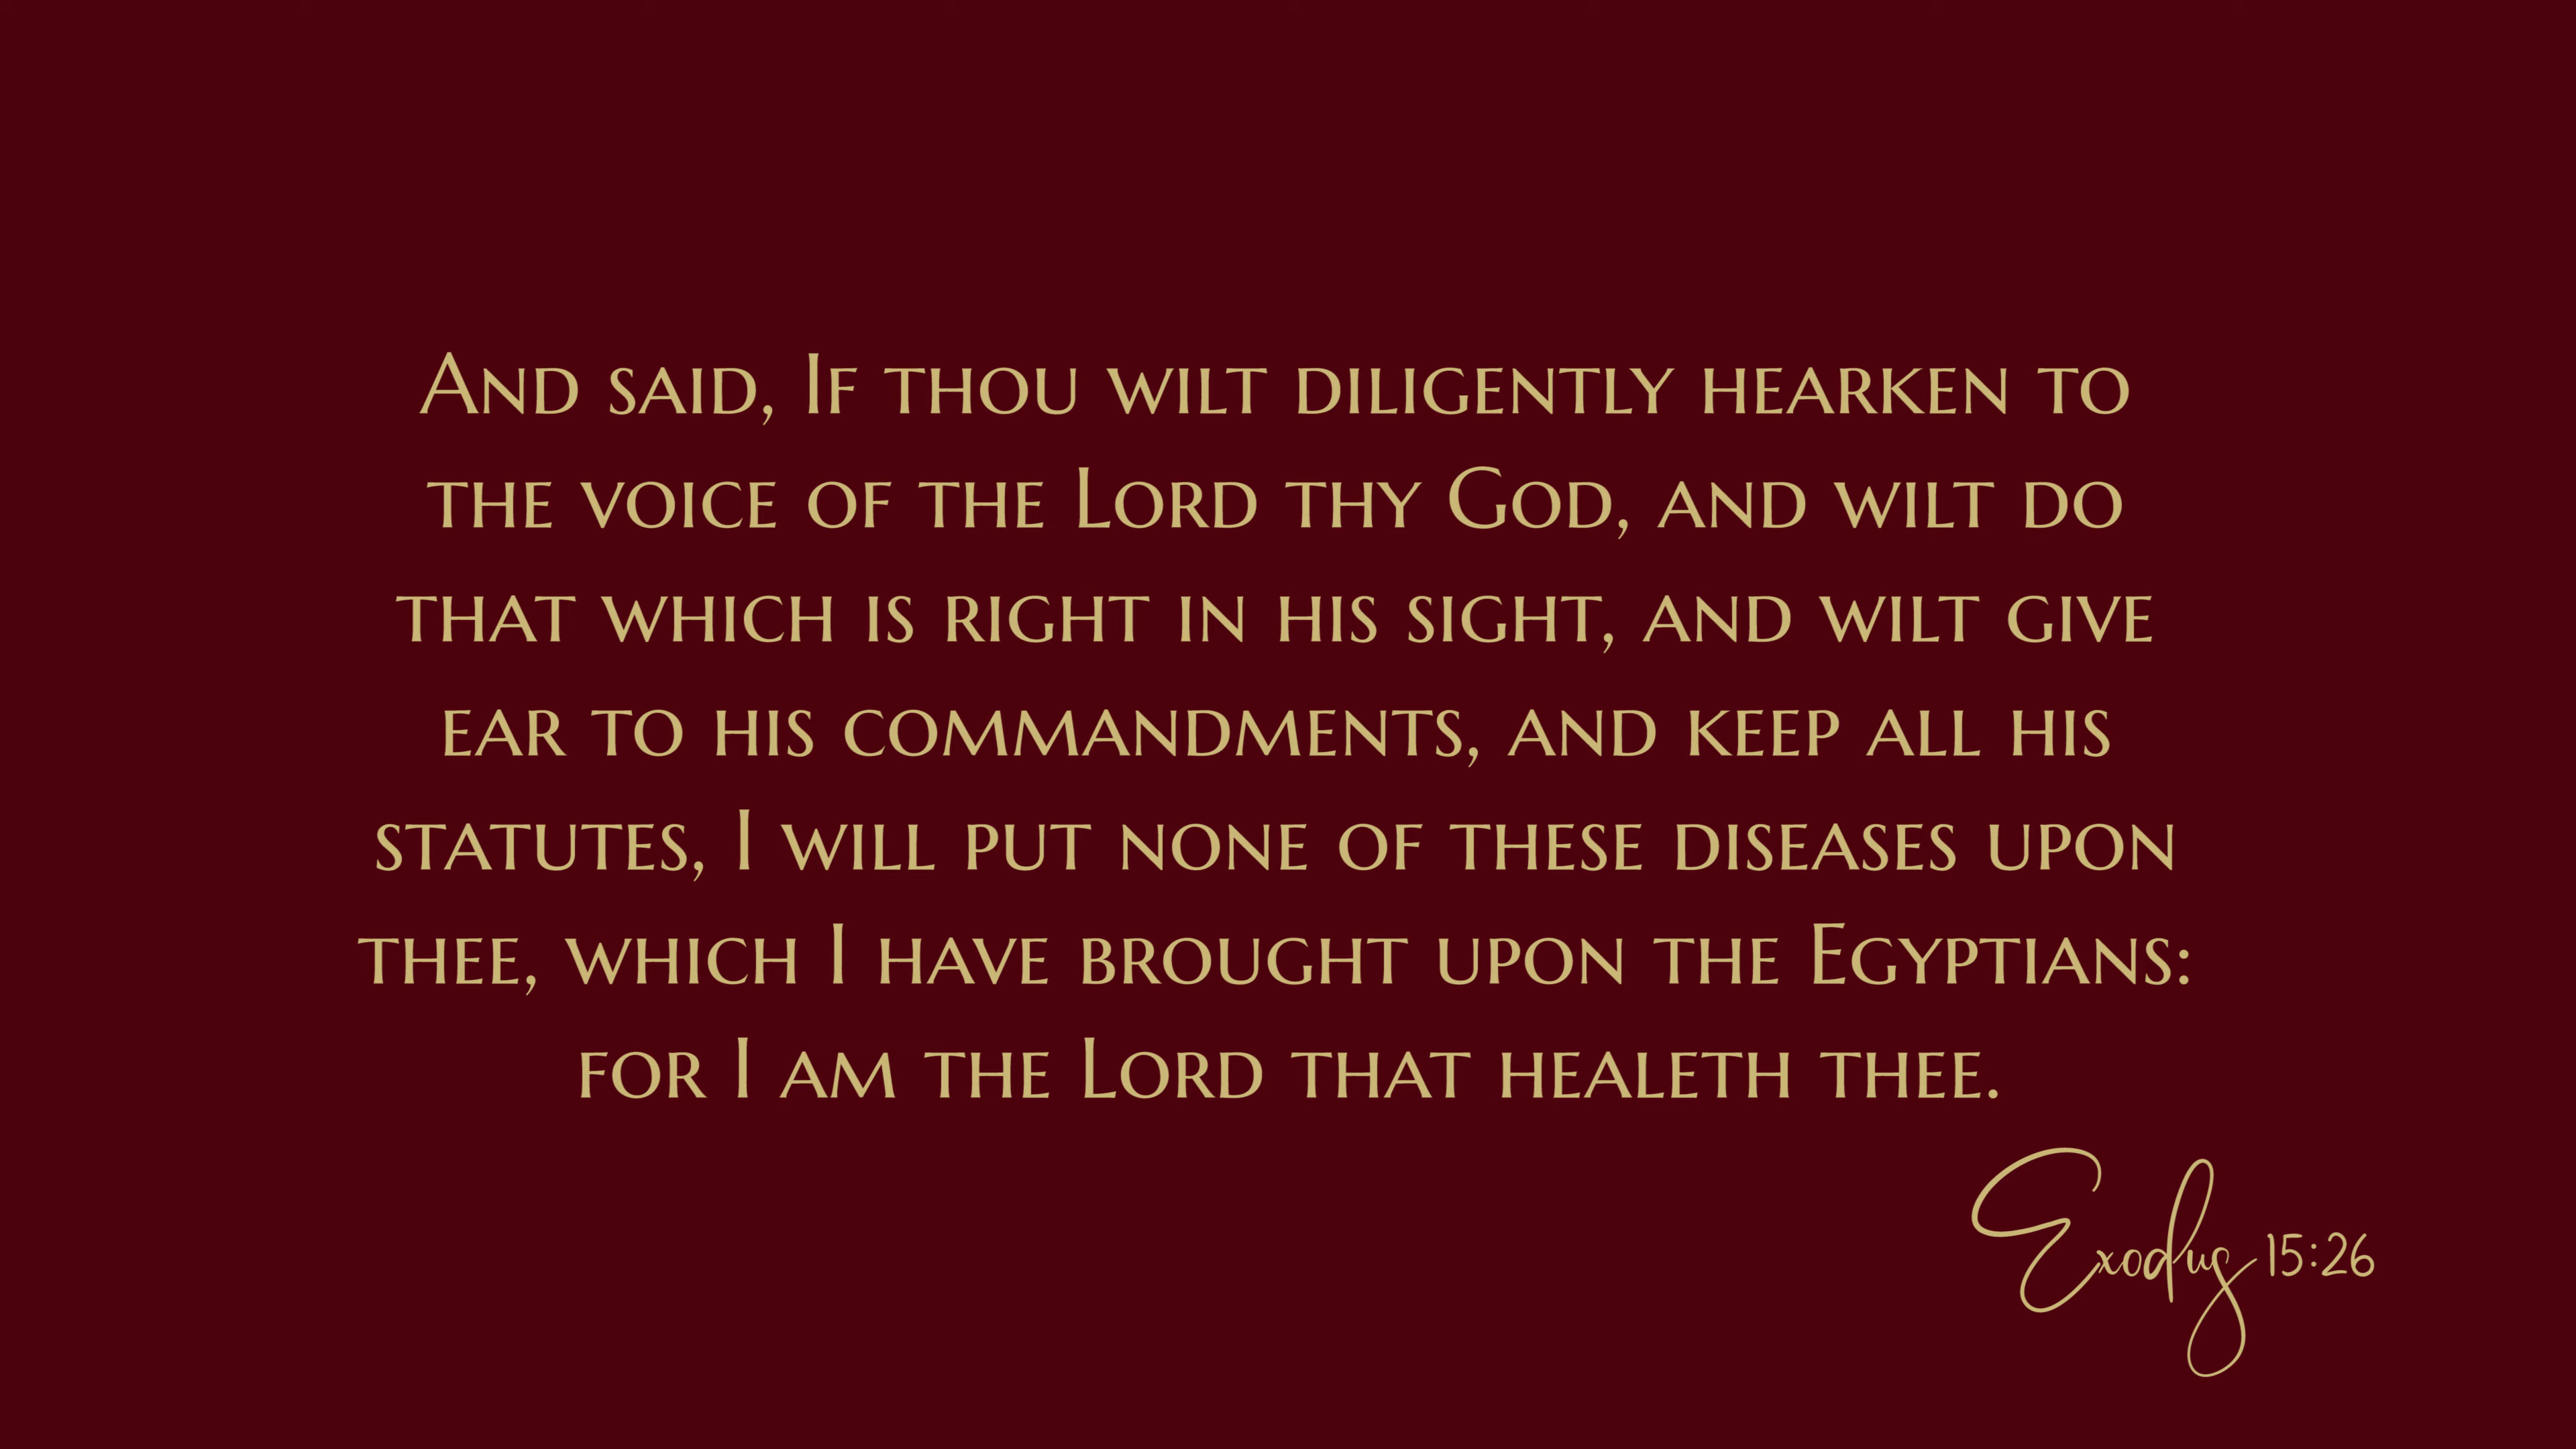 And said, If thou wilt diligently hearken to
the voice of the Lord thy God, and wilt do
that which is right in his sight, and wilt give
ear to his commandments, and keep all his
statutes, I will put none of these diseases upon
thee, which I have brought upon the Egyptians:
for I am the Lord that healeth thee.
Exodus 15:26